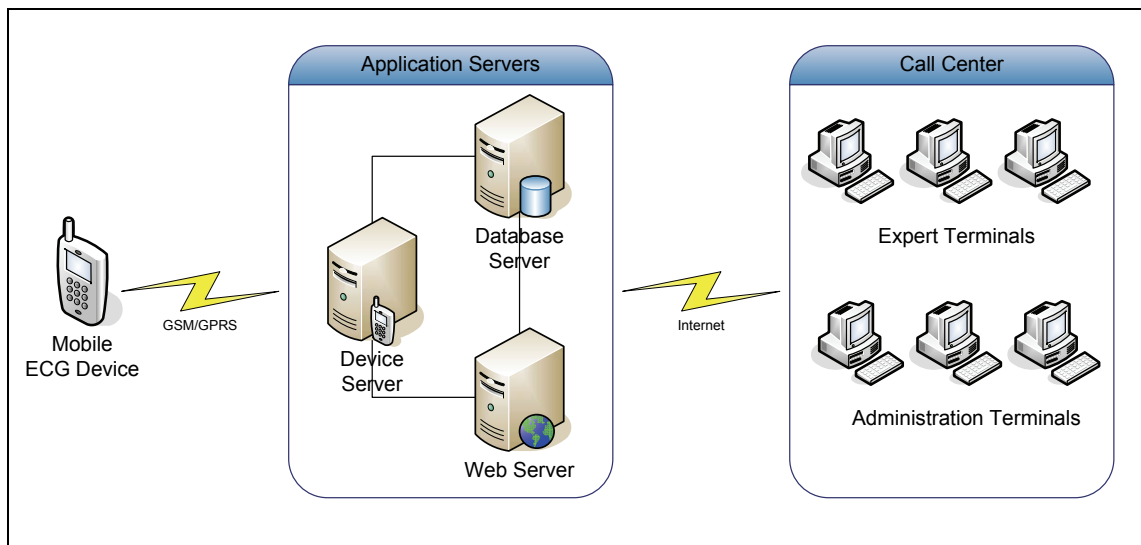 Application Servers
Call Center
Database
Server
Expert Terminals
GSM/GPRS
Internet
Mobile
ECG Device
Device
Server
Administration Terminals
Web Server